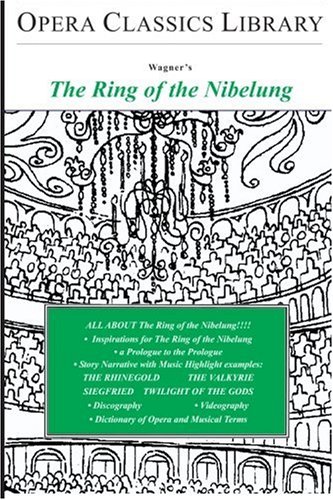 OPERA CLASSICS LIBRARY
Wagner's
The Ring of the Nibelung
ALL ABOUT The Ring of the Nibelung!!!!
• Inspirations for The Ring of the Nibelung
• a Prologue to the Prologue
• Story Narrative with Music Highlight examples:
THE RHINEGOLD THE VALKYRIE
SIEGFRIED TWILIGHT OF THE GODS
• Discography • Videography
• Dictionary of Opera and Musical Terms